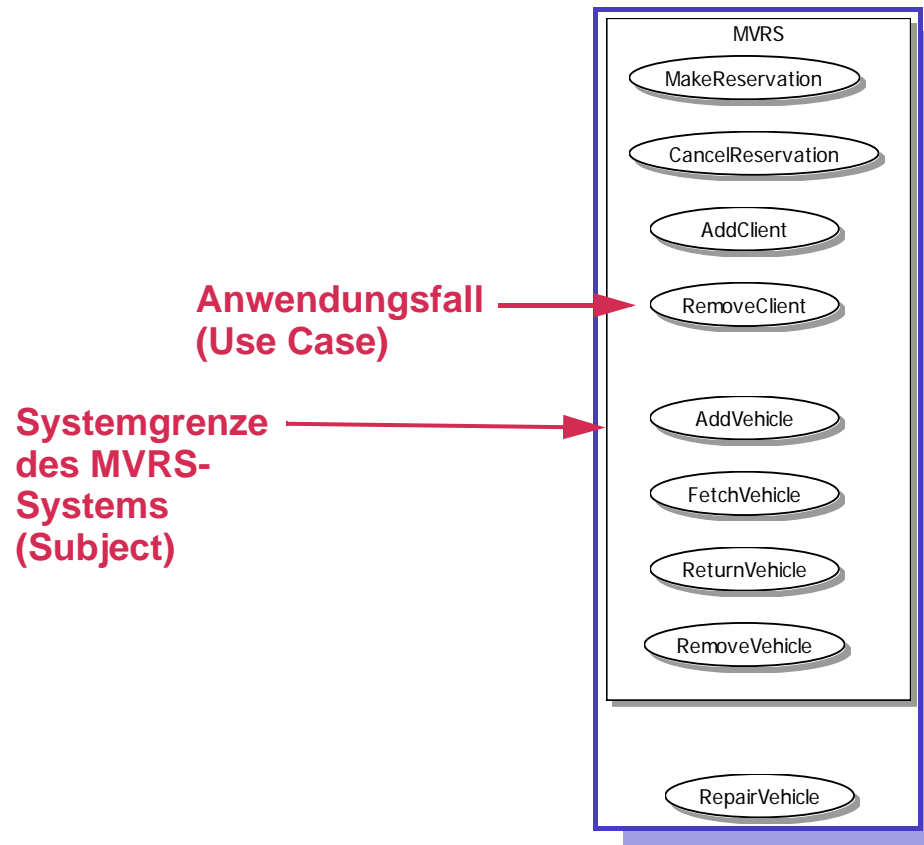 MVRS
MakeReservation
CancelReservation
AddClient
Anwendungsfall
(Use Case)
RemoveClient
Systemgrenze
des MVRS-
Systems
(Subject)
AddVehicle
FetchVehicle
ReturnVehicle
RemoveVehicle
RepairVehicle